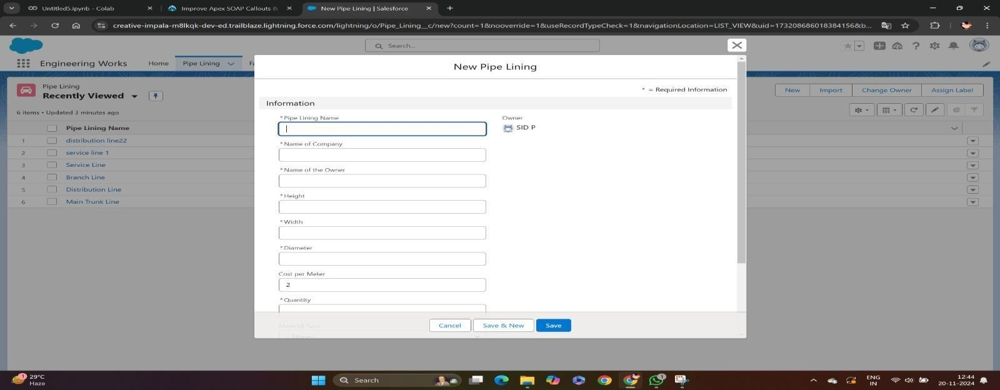 Untitled5.ipynb - Colab
Improve Apex SOAP Callouts &
New Pipe Lining | Salesforce
creative-impala-m8lkqk-dev-ed.trailblaze.lightning.force.com/lightning/o/Pipe_Lining__c/new?count=1&nooverride=1&useRecordTypeCheck=1&navigationLocation=LIST_VIEW&uid=173208686018384156&b...
Search...
Engineering Works
Home
Pipe Lining
Fa
New Pipe Lining
* = Required Information
Pipe Lining
Recently Viewed
New
Import
Change Owner
Assign Label
Information
6 items • Updated 3 minutes ago
* Pipe Lining Name
Owner
SID P
Pipe Lining Name
1 distribution line22
2 service line 1
3 Service Line
4 Branch Line
5 Distribution Line
6 Main Trunk Line
* Name of Company
* Name of the Owner
* Height
* Width
* Diameter
Cost per Meter
2
* Quantity
Material Type
--None--
Cancel
Save & New
Save
1
29°C
Haze
Search
1
ENG
IN
12:44
20-11-2024